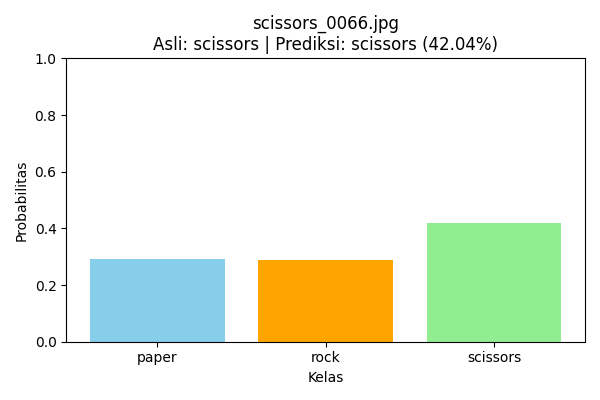 scissors_0066.jpg
Asli: scissors | Prediksi: scissors (42.04%)
1.0
0.8
0.6
0.4
0.2
0.0
Probabilitas
paper
rock
scissors
Kelas